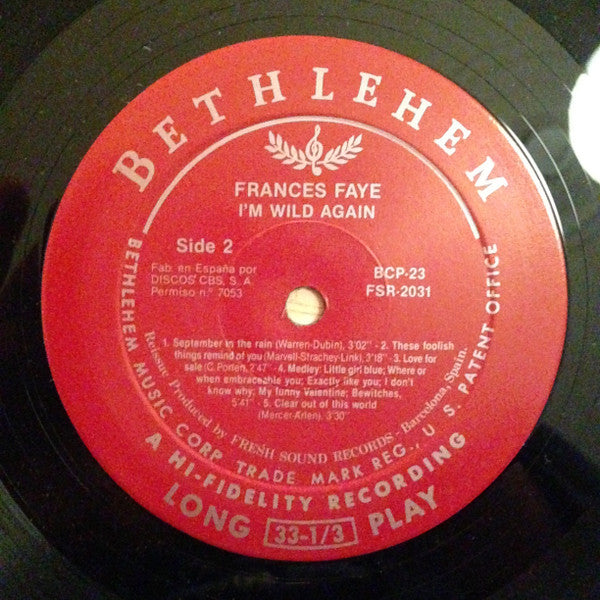 BETHLEHEM
FRANCES FAYE
I'M WILD AGAIN
Side 2
Fab. en España por
DISCOS CBS, S.A.
Permiso n.° 7053
BCP-23
FSR-2031
1. September in the rain (Warren-Dubin), 3'02" - 2. These foolish
things remind of you (Marvell-Strachey-Link), 3'18" - 3. Love for
sale (C. Porter), 2'47" - 4. Medley: Little girl blue; Where or
when embraceable you; Exactly like you; I don't
know why; My funny Valentine; Bewitches,
5'41" - 5. Clear out of this world
(Mercer-Arlen), 3'30"
Reissue Produced by FRESH SOUND RECORDS - Barcelona, Spain.
BETHLEHEM MUSIC CORP. TRADE MARK REG., U. S. PATENT OFFICE
A HI-FIDELITY RECORDING
LONG 33-1/3 PLAY